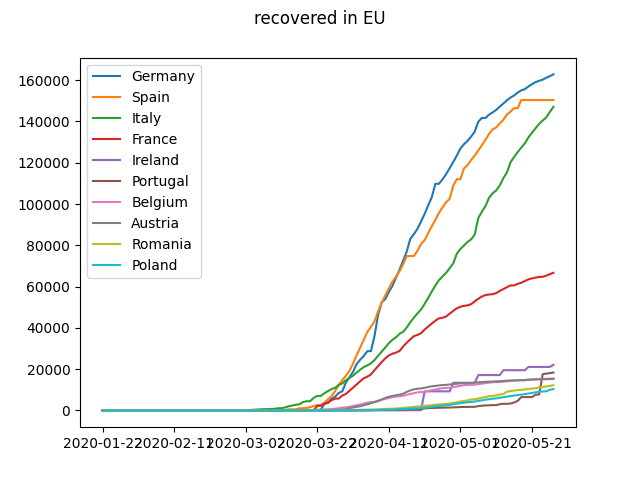 recovered in EU
160000
140000
120000
100000
80000
60000
40000
20000
0
Germany
Spain
Italy
France
Ireland
Portugal
Belgium
Austria
Romania
Poland
2020-01-22 2020-02-11 2020-03-02 2020-03-22 2020-04-11 2020-05-01 2020-05-21